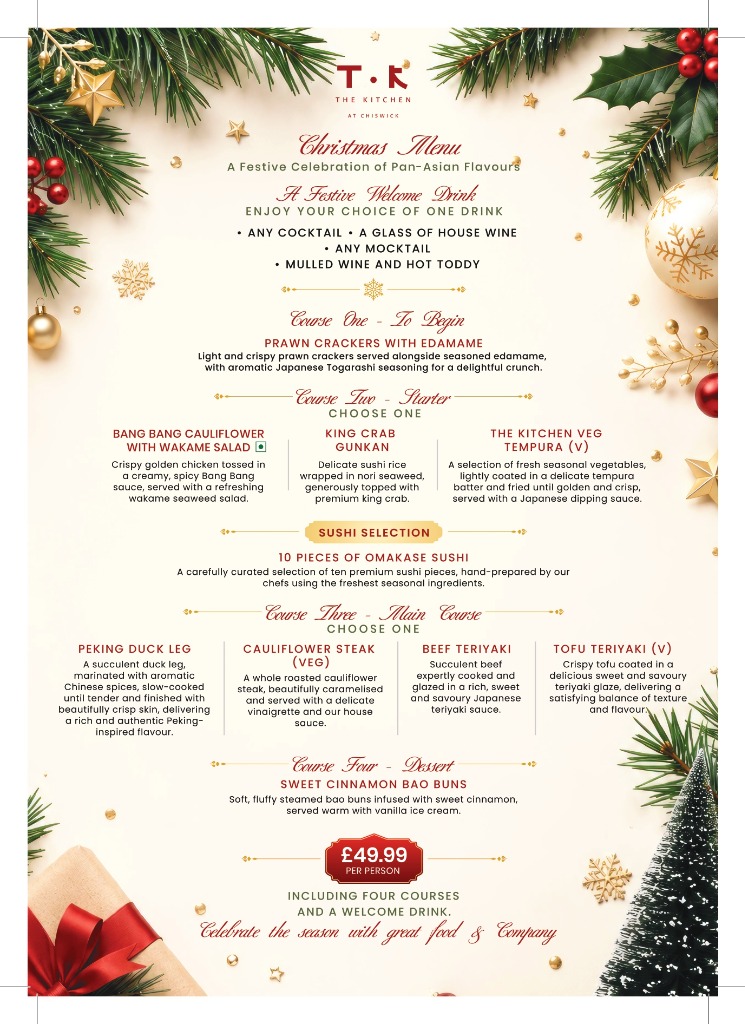 T · K
THE KITCHEN
AT CHISWICK
Christmas Menu
A Festive Celebration of Pan-Asian Flavours
A Festive Welcome Drink
ENJOY YOUR CHOICE OF ONE DRINK
• ANY COCKTAIL • A GLASS OF HOUSE WINE
• ANY MOCKTAIL
• MULLED WINE AND HOT TODDY
Course One - To Begin
PRAWN CRACKERS WITH EDAMAME
Light and crispy prawn crackers served alongside seasoned edamame,
with aromatic Japanese Togarashi seasoning for a delightful crunch.
Course Two - Starter
CHOOSE ONE
BANG BANG CAULIFLOWER
WITH WAKAME SALAD
Crispy golden chicken tossed in
a creamy, spicy Bang Bang
sauce, served with a refreshing
wakame seaweed salad.
KING CRAB
GUNKAN
Delicate sushi rice
wrapped in nori seaweed,
generously topped with
premium king crab.
THE KITCHEN VEG
TEMPURA (V)
A selection of fresh seasonal vegetables,
lightly coated in a delicate tempura
batter and fried until golden and crisp,
served with a Japanese dipping sauce.
SUSHI SELECTION
10 PIECES OF OMAKASE SUSHI
A carefully curated selection of ten premium sushi pieces, hand-prepared by our
chefs using the freshest seasonal ingredients.
Course Three - Main Course
CHOOSE ONE
PEKING DUCK LEG
A succulent duck leg,
marinated with aromatic
Chinese spices, slow-cooked
until tender and finished with
beautifully crisp skin, delivering
a rich and authentic Peking-
inspired flavour.
CAULIFLOWER STEAK
(VEG)
A whole roasted cauliflower
steak, beautifully caramelised
and served with a delicate
vinaigrette and our house
sauce.
BEEF TERIYAKI
Succulent beef
expertly cooked and
glazed in a rich, sweet
and savoury Japanese
teriyaki sauce.
TOFU TERIYAKI (V)
Crispy tofu coated in a
delicious sweet and savoury
teriyaki glaze, delivering a
satisfying balance of texture
and flavour.
Course Four - Dessert
SWEET CINNAMON BAO BUNS
Soft, fluffy steamed bao buns infused with sweet cinnamon,
served warm with vanilla ice cream.
£49.99
PER PERSON
INCLUDING FOUR COURSES
AND A WELCOME DRINK.
Celebrate the season with great food & Company